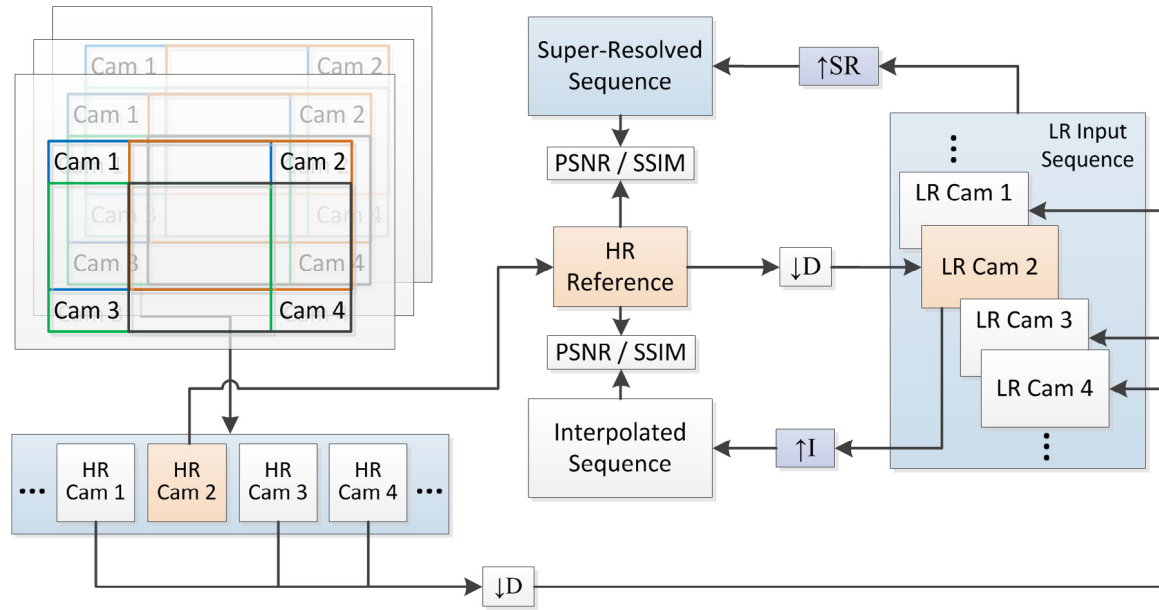 Cam 1
Cam 2
Cam 3
Cam 4
Cam 1
Cam 2
Cam 3
Cam 4
Cam 1
Cam 2
Cam 3
Cam 4
HR
Cam 1
HR
Cam 2
HR
Cam 3
HR
Cam 4
↓D
Super-Resolved
Sequence
↑SR
PSNR / SSIM
HR
Reference
↓D
PSNR / SSIM
Interpolated
Sequence
↑I
LR Input
Sequence
LR Cam 1
LR Cam 2
LR Cam 3
LR Cam 4